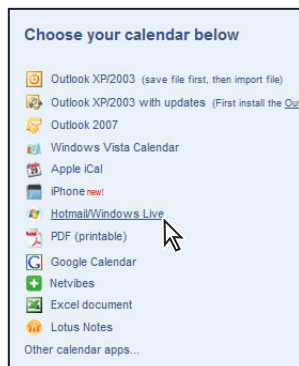 Choose your calendar below
Outlook XP/2003 (save file first, then import file)
Outlook XP/2003 with updates (First install the Out
Outlook 2007
Windows Vista Calendar
Apple iCal
iPhone new!
Hotmail/Windows Live
PDF (printable)
Google Calendar
Netvibes
Excel document
Lotus Notes
Other calendar apps...